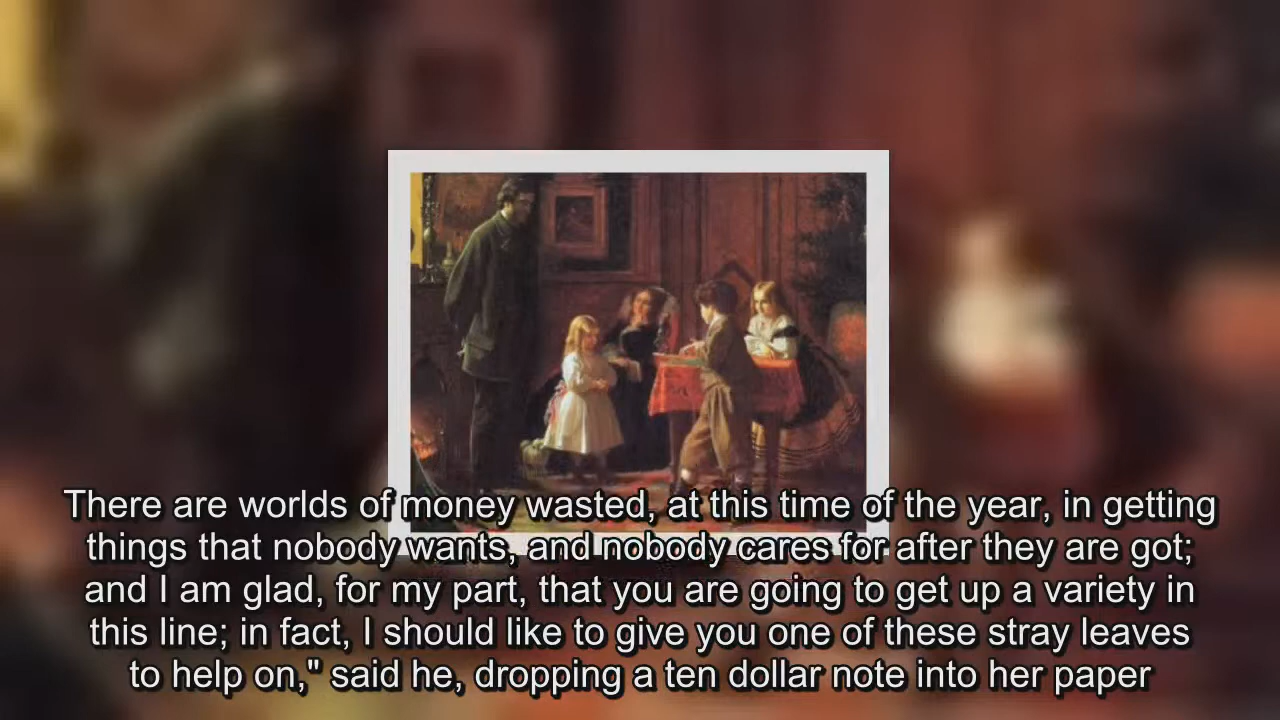 There are worlds of money wasted, at this time of the year, in getting
things that nobody wants, and nobody cares for after they are got;
and I am glad, for my part, that you are going to get up a variety in
this line; in fact, I should like to give you one of these stray leaves
to help on," said he, dropping a ten dollar note into her paper